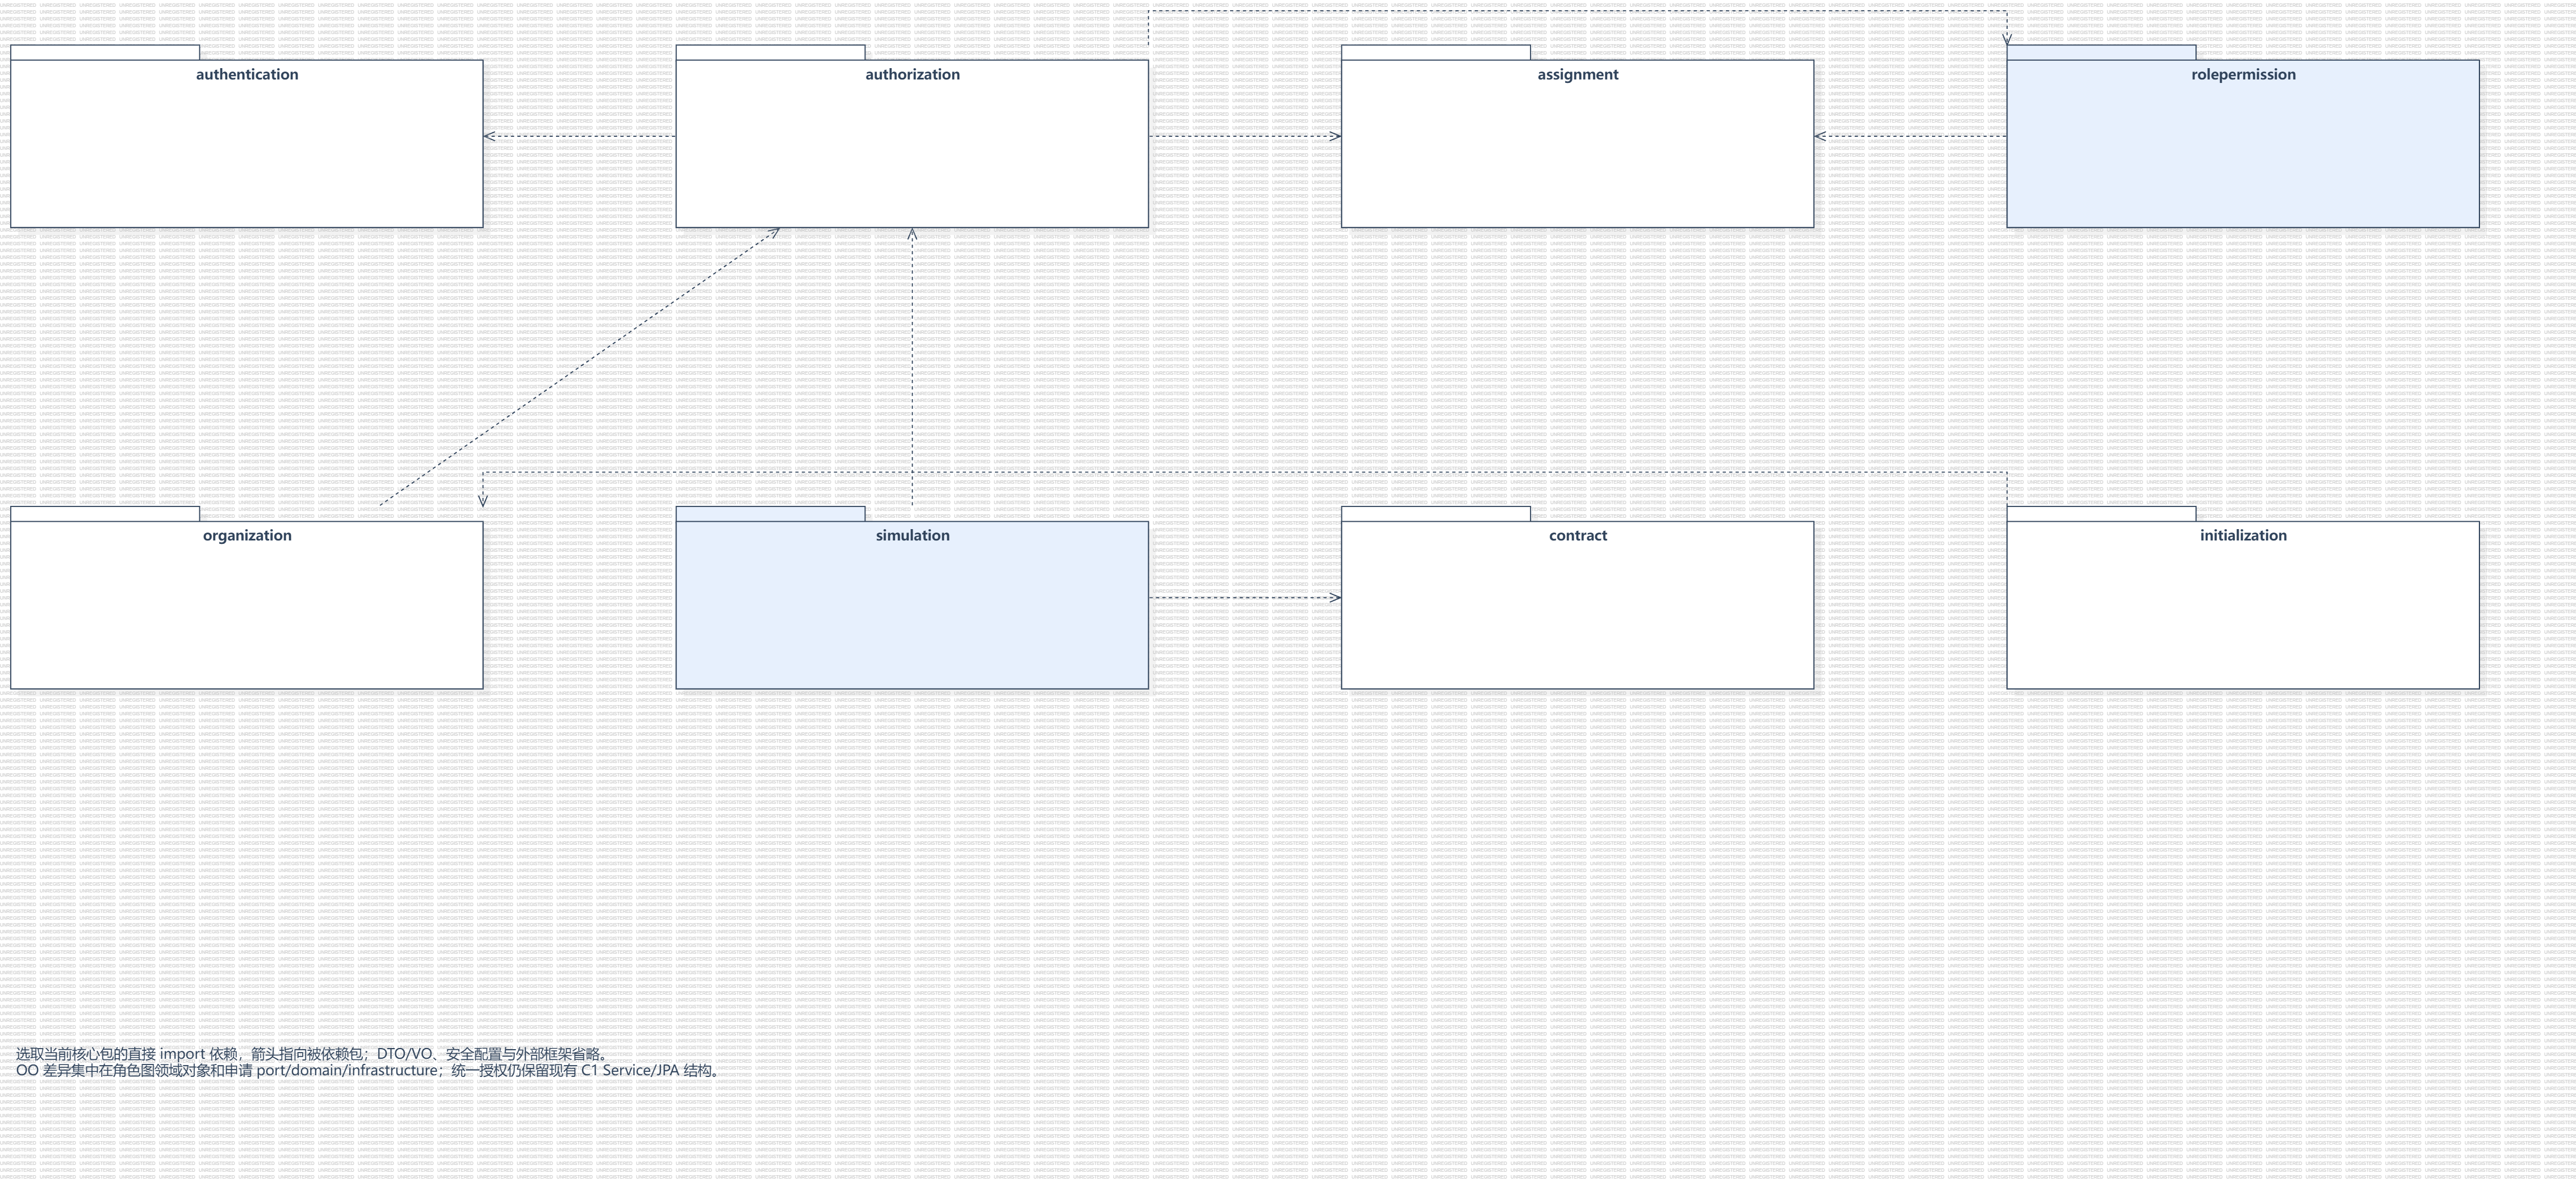 authentication
authorization
assignment
rolepermission
organization
simulation
contract
initialization
选取当前核心包的直接 import 依赖，箭头指向被依赖包；DTO/VO、安全配置与外部框架省略。
OO 差异集中在角色图领域对象和申请 port/domain/infrastructure；统一授权仍保留现有 C1 Service/JPA 结构。
UNREGISTERED